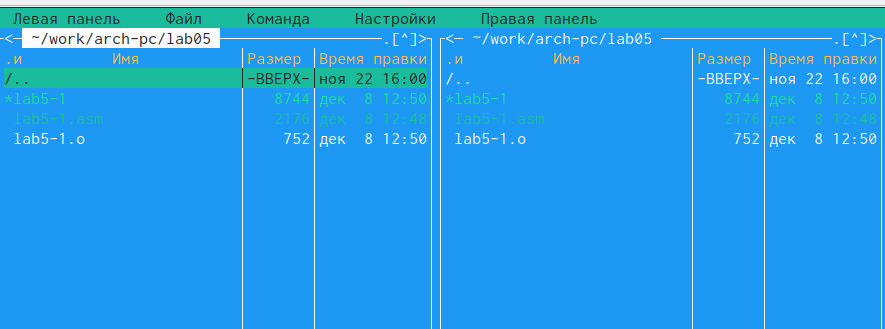 Левая панель Файл Команда Настройки Правая панель
<─ ~/work/arch-pc/lab05 ─.[^]> <─ ~/work/arch-pc/lab05 ─.[^]>
.и Имя Размер Время правки .и Имя Размер Время правки
/.. -ВВЕРХ- ноя 22 16:00 /.. -ВВЕРХ- ноя 22 16:00
*lab5-1 8744 дек 8 12:50 *lab5-1 8744 дек 8 12:50
lab5-1.asm 2176 дек 8 12:48 lab5-1.asm 2176 дек 8 12:48
lab5-1.o 752 дек 8 12:50 lab5-1.o 752 дек 8 12:50